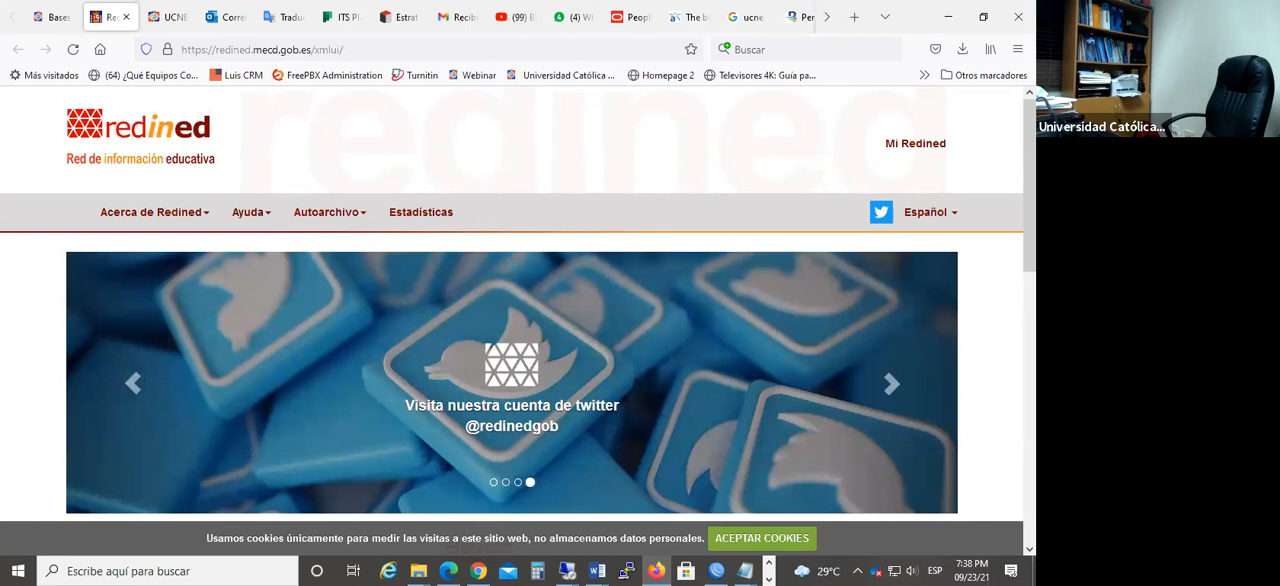 Bases
Rec
UCNE
Corre
Tradu
ITS Pl
Estrat
Recibi
(99) B
(4) W
Peopl
The b
ucne
Per
https://redined.mecd.gob.es/xmlui/
Buscar
Más visitados
(64) ¿Qué Equipos Co...
Luis CRM
FreePBX Administration
Turnitin
Webinar
Universidad Católica ...
Homepage 2
Televisores 4K: Guía pa...
Otros marcadores
redined
Red de información educativa
redined
Mi Redined
Acerca de Redined
Ayuda
Autoarchivo
Estadísticas
Español
Visita nuestra cuenta de twitter
@redinedgob
Usamos cookies únicamente para medir las visitas a este sitio web, no almacenamos datos personales.
ACEPTAR COOKIES
Escribe aquí para buscar
29°C
ESP
7:38 PM
09/23/21
Universidad Católica...